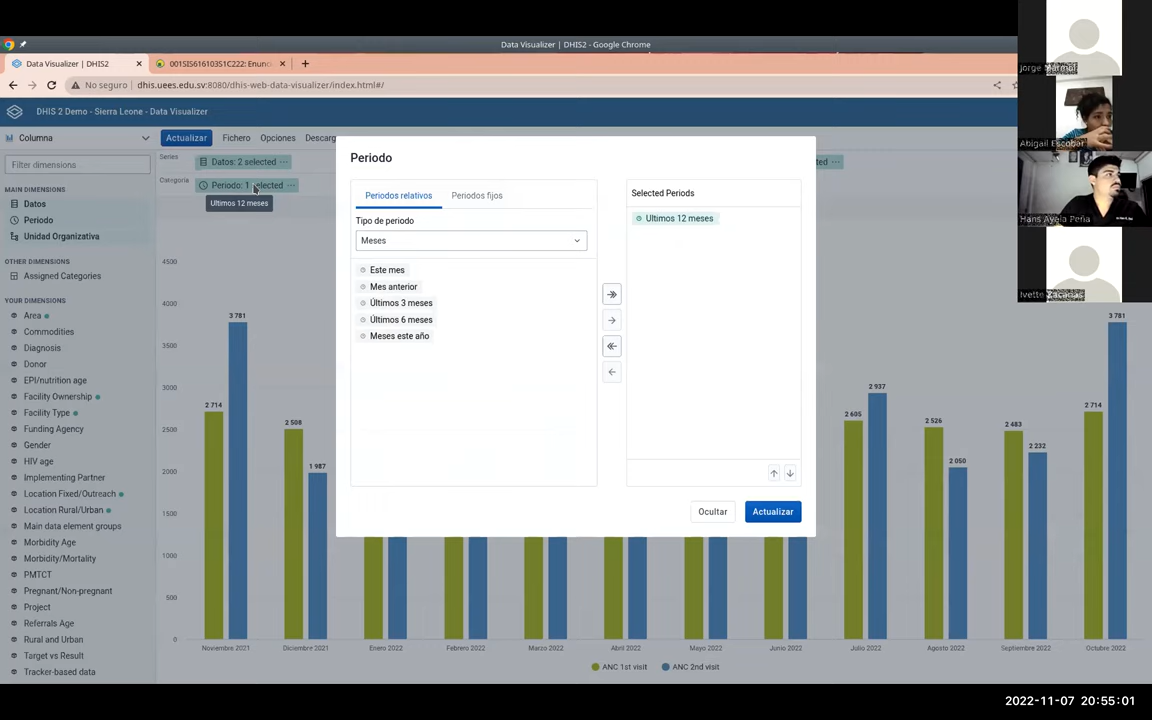 Data Visualizer | DHIS2 - Google Chrome
Data Visualizer | DHIS2
001SIS616103S1C222: Enun
No seguro
dhis.uees.edu.sv:8080/dhis-web-data-visualizer/index.html#/
DHIS 2 Demo - Sierra Leone - Data Visualizer
Columna
Actualizar
Fichero
Opciones
Descarg
Filter dimensions
MAIN DIMENSIONS
Datos
Periodo
Unidad Organizativa
OTHER DIMENSIONS
Assigned Categories
YOUR DIMENSIONS
Area
Commodities
Diagnosis
Donor
EPI/nutrition age
Facility Ownership
Facility Type
Funding Agency
Gender
HIV age
Implementing Partner
Location Fixed/Outreach
Location Rural/Urban
Main data element groups
Morbidity Age
Morbidity/Mortality
PMTCT
Pregnant/Non-pregnant
Project
Referrals Age
Rural and Urban
Target vs Result
Tracker-based data
Series
Datos: 2 selected
Categoría
Periodo: 1 selected
Ultimos 12 meses
Periodo
Periodos relativos
Periodos fijos
Tipo de periodo
Meses
Este mes
Mes anterior
Últimos 3 meses
Últimos 6 meses
Meses este año
Selected Periods
Ultimos 12 meses
Ocultar
Actualizar
4500
4000
3500
3000
2500
2000
1500
1000
500
0
2 714
3 781
2 508
1 987
2 605
2 937
2 526
2 050
2 483
2 232
2 714
3 781
Noviembre 2021
Diciembre 2021
Enero 2022
Febrero 2022
Marzo 2022
Abril 2022
Mayo 2022
Junio 2022
Julio 2022
Agosto 2022
Septiembre 2022
Octubre 2022
ANC 1st visit
ANC 2nd visit
Abigail Escobar
Hans Ayala Peña
Ivette Zacarias
2022-11-07 20:55:01